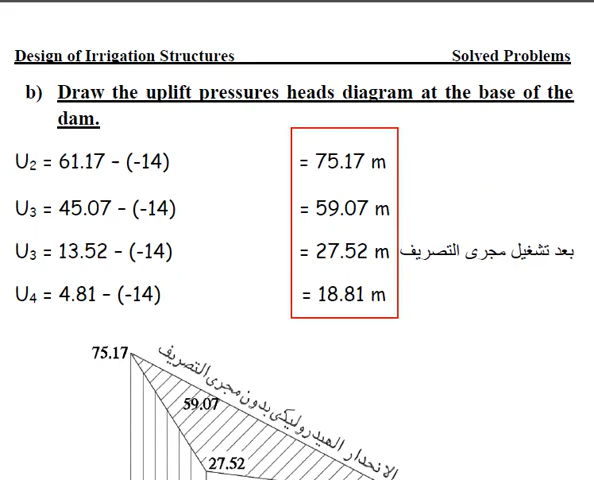 Design of Irrigation Structures Solved Problems
b) Draw the uplift pressures heads diagram at the base of the
dam.
U2 = 61.17 – (-14) = 75.17 m
U3 = 45.07 – (-14) = 59.07 m
U3 = 13.52 – (-14) = 27.52 m بعد تشغيل مجرى التصريف
U4 = 4.81 – (-14) = 18.81 m
75.17
الانحدار الهيدروليكى بدون مجرى التصريف
59.07
27.52